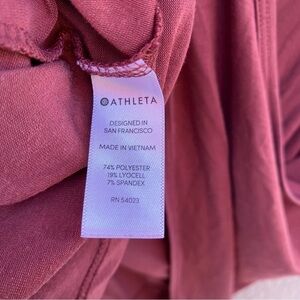 ATHLETA
DESIGNED IN
SAN FRANCISCO
MADE IN VIETNAM
74% POLYESTER
19% LYOCELL
7% SPANDEX
RN 54023